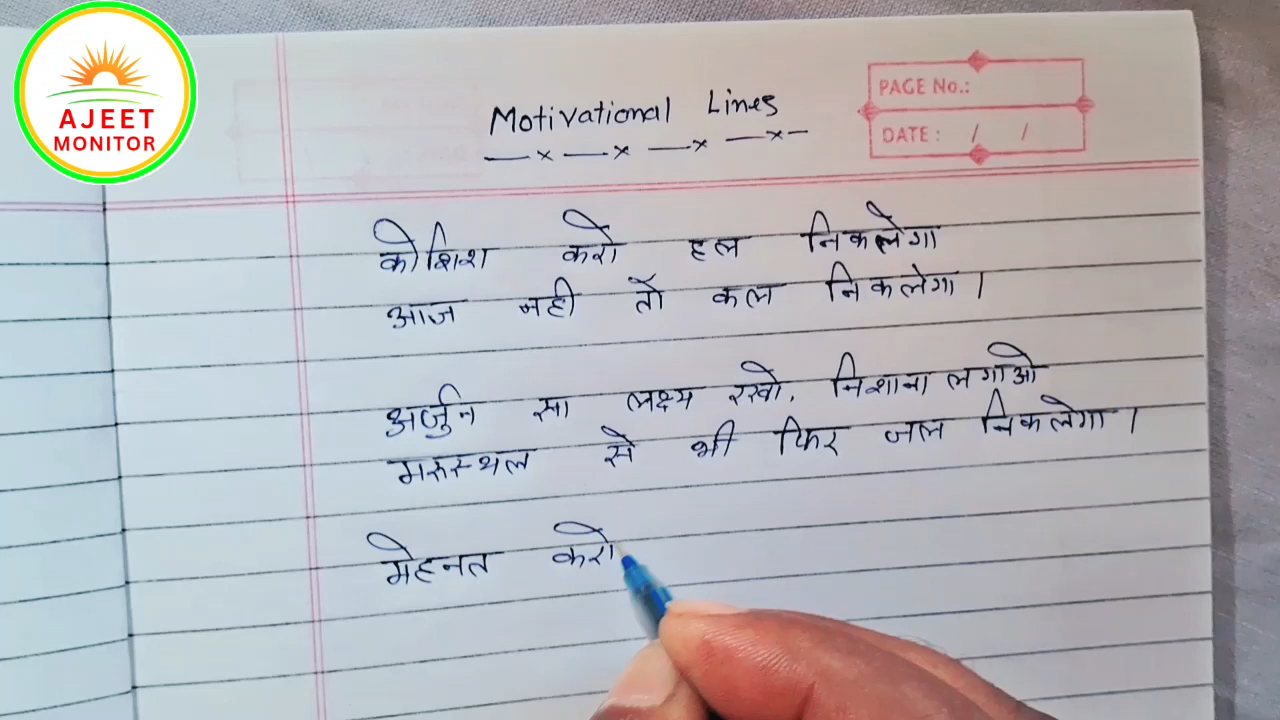 AJEET
MONITOR
PAGE No.:
DATE : / /
Motivational Lines
कोशिश करो हल निकलेगा
आज नही तो कल निकलेगा।
अर्जुन सा लक्ष्य रखो, निशाना लगाओ
मरुस्थल से भी फिर जल निकलेगा।
मेहनत करो